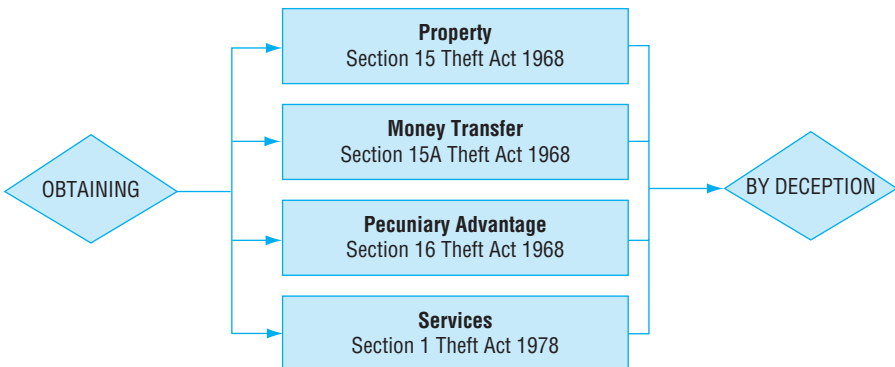 OBTAINING
Property
Section 15 Theft Act 1968
Money Transfer
Section 15A Theft Act 1968
Pecuniary Advantage
Section 16 Theft Act 1968
Services
Section 1 Theft Act 1978
BY DECEPTION